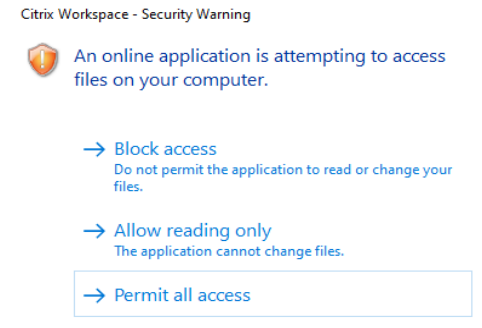 Citrix Workspace - Security Warning
An online application is attempting to access
files on your computer.
Block access
Do not permit the application to read or change your
files.
Allow reading only
The application cannot change files.
Permit all access